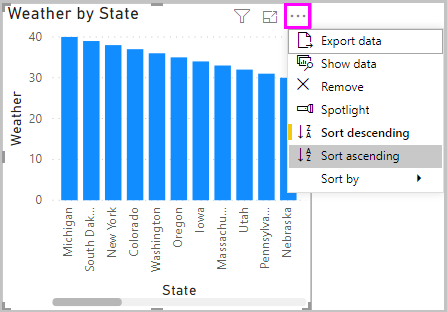 Weather by State
Export data
Show data
Remove
Spotlight
Sort descending
Sort ascending
Sort by
40
30
20
10
0
Weather
Michigan
South Dak...
New York
Colorado
Washington
Oregon
Iowa
Massachu...
Utah
Pennsylva...
Nebraska
State